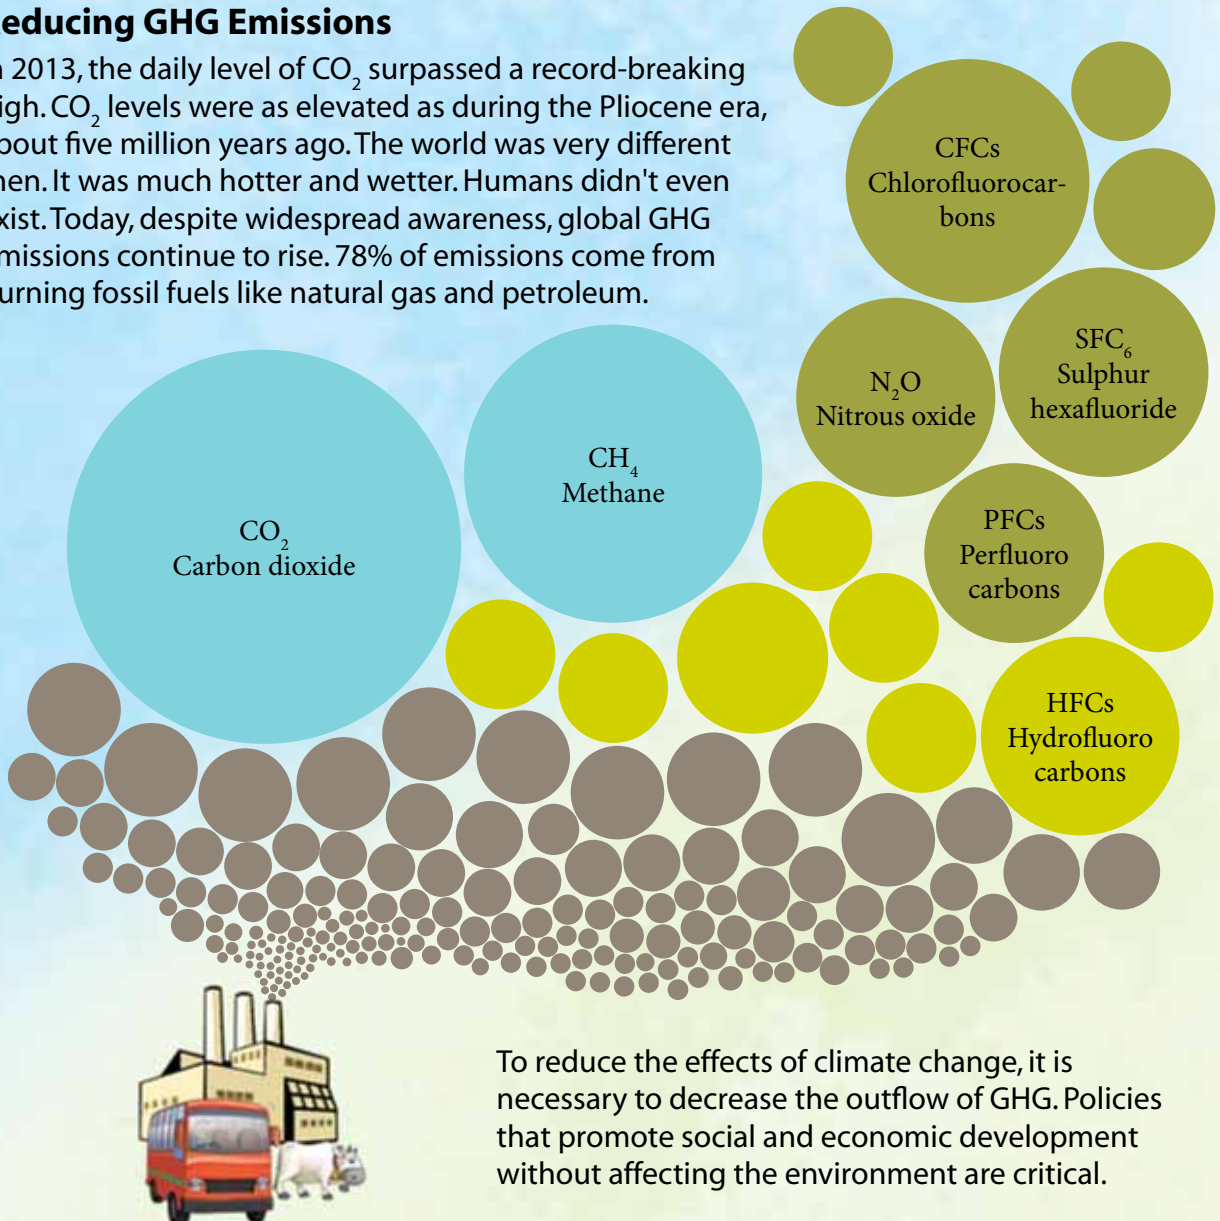 educing GHG Emissions
n 2013, the daily level of CO₂ surpassed a record-breaking
igh. CO₂ levels were as elevated as during the Pliocene era,
bout five million years ago. The world was very different
hen. It was much hotter and wetter. Humans didn't even
xist. Today, despite widespread awareness, global GHG
missions continue to rise. 78% of emissions come from
urning fossil fuels like natural gas and petroleum.
CFCs
Chlorofluorocar-
bons
SFC₆
Sulphur
hexafluoride
N₂O
Nitrous oxide
CH₄
Methane
CO₂
Carbon dioxide
PFCs
Perfluoro
carbons
HFCs
Hydrofluoro
carbons
To reduce the effects of climate change, it is
necessary to decrease the outflow of GHG. Policies
that promote social and economic development
without affecting the environment are critical.